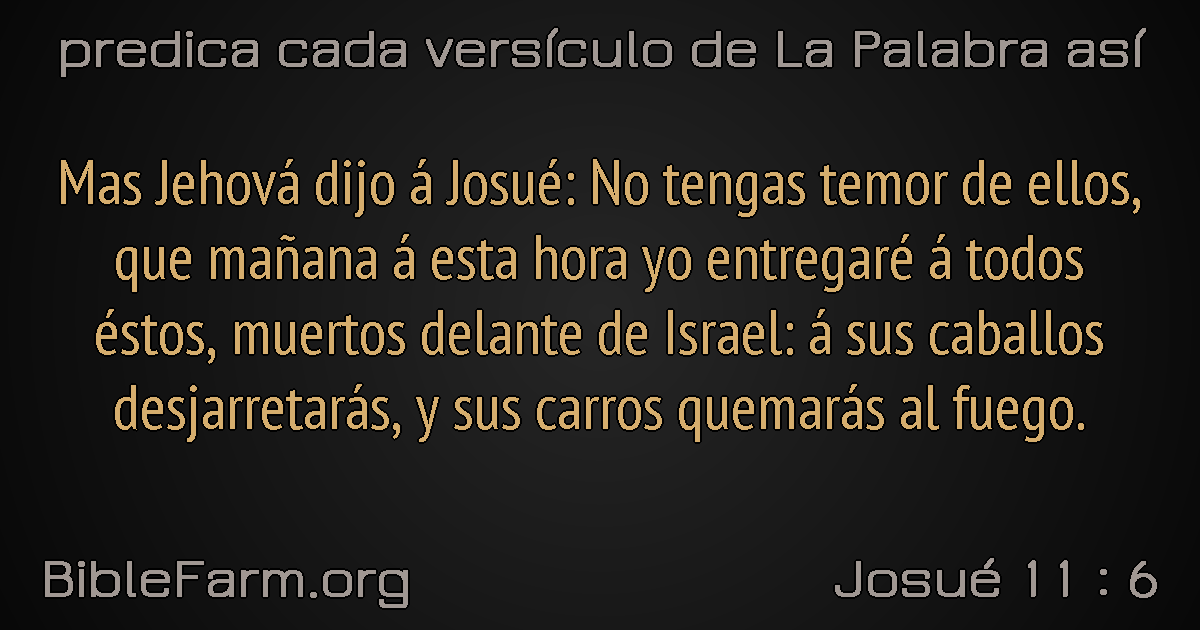 predica cada versículo de La Palabra así
Mas Jehová dijo á Josué: No tengas temor de ellos,
que mañana á esta hora yo entregaré á todos
éstos, muertos delante de Israel: á sus caballos
desjarretarás, y sus carros quemarás al fuego.
BibleFarm.org
Josué 11 : 6